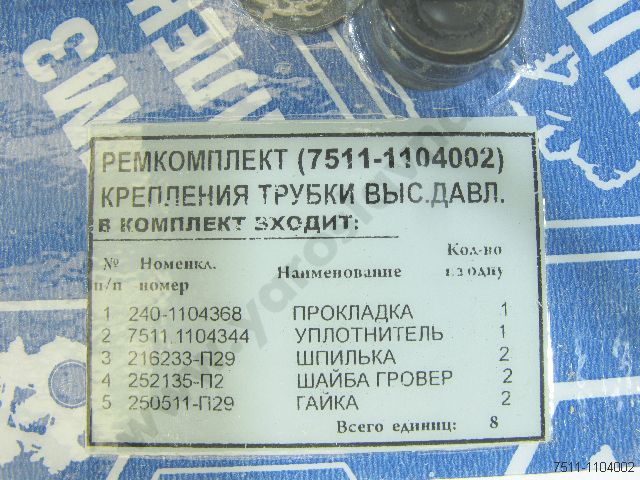 МЗ
РЕМКОМПЛЕКТ (7511-1104002)
КРЕПЛЕНИЯ ТРУБКИ ВЫС.ДАВЛ.
В КОМПЛЕКТ ВХОДИТ:
№ Номенкл. Наименование Кол-во
п/п номер
1 240-1104368 ПРОКЛАДКА 1
2 7511.1104344 УПЛОТНИТЕЛЬ 1
3 216233-П29 ШПИЛЬКА 2
4 252135-П2 ШАЙБА ГРОВЕР 2
5 250511-П29 ГАЙКА 2
Всего единиц: 8
7511-1104002